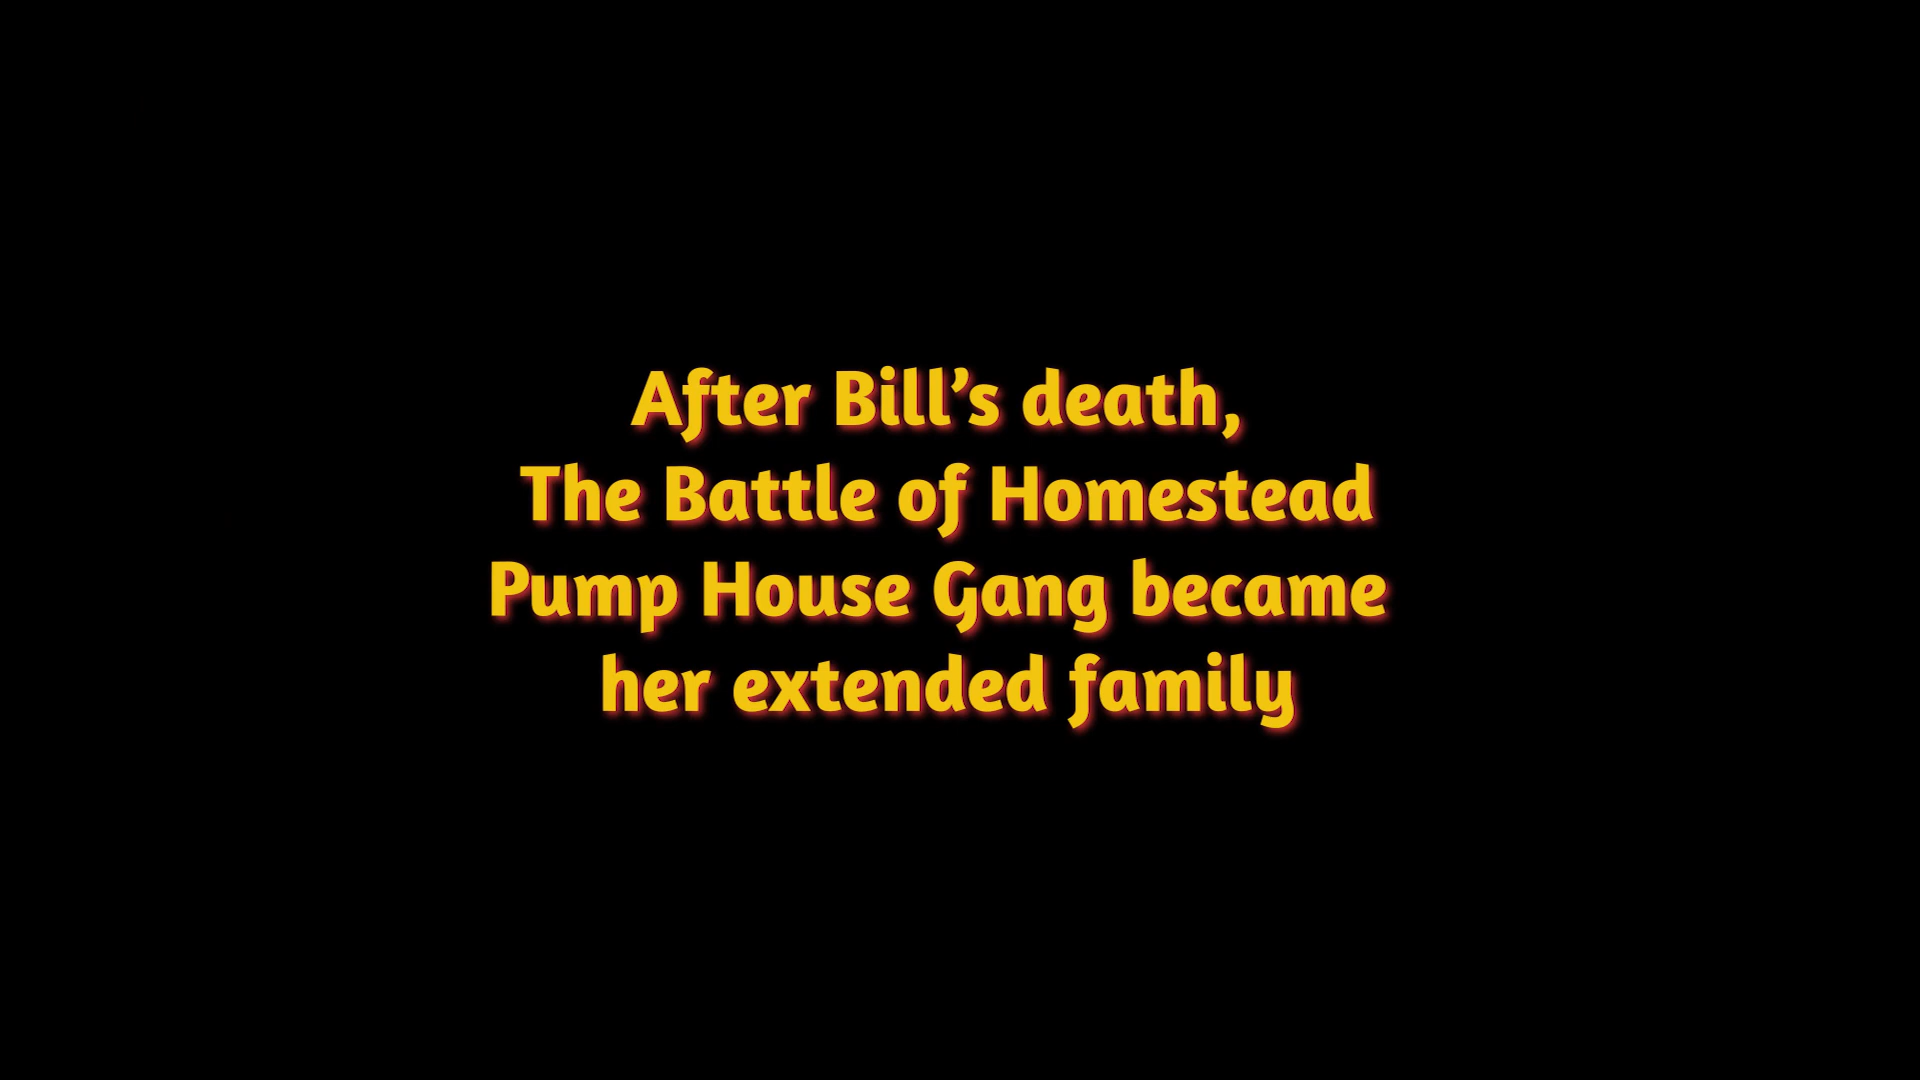 After Bill’s death,
The Battle of Homestead
Pump House Gang became
her extended family